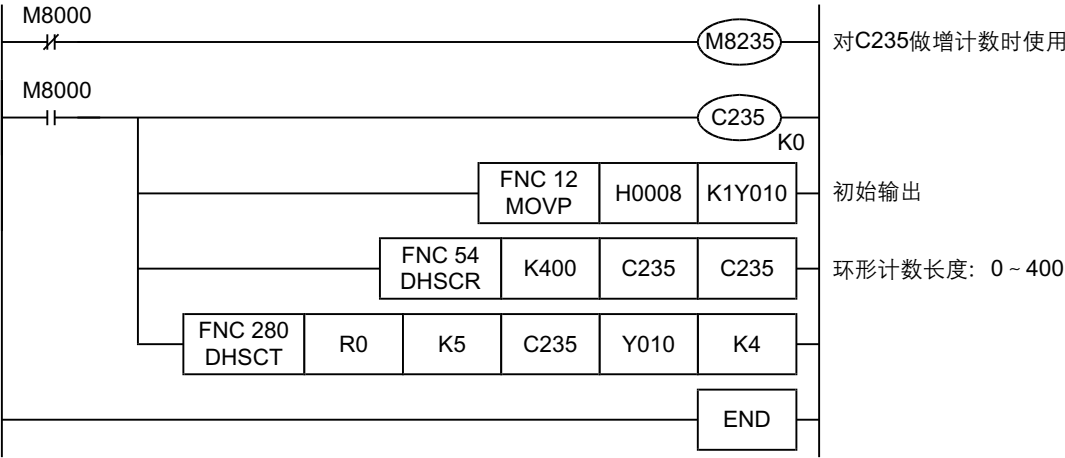 M8000
M8235 对C235做增计数时使用
M8000
C235
K0
FNC 12 MOVP H0008 K1Y010 初始输出
FNC 54 DHSCR K400 C235 C235 环形计数长度：0~400
FNC 280 DHSCT R0 K5 C235 Y010 K4
END